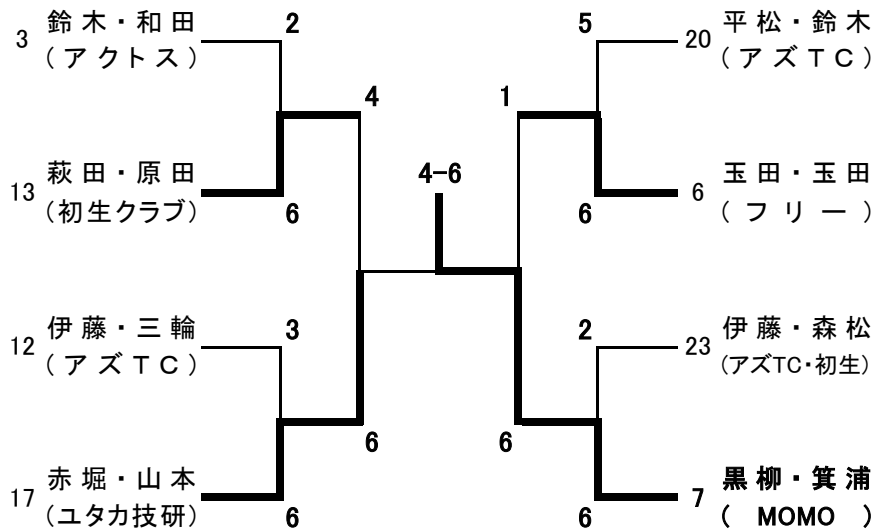 3 鈴木・和田
(アクトス)
2
4
13 萩田・原田
(初生クラブ)
6
12 伊藤・三輪
(アズTC)
3
6
17 赤堀・山本
(ユタカ技研)
6
4-6
5
20 平松・鈴木
(アズTC)
1
6 玉田・玉田
(フリー)
6
2
23 伊藤・森松
(アズTC・初生)
6
7 黒柳・箕浦
(MOMO)
6